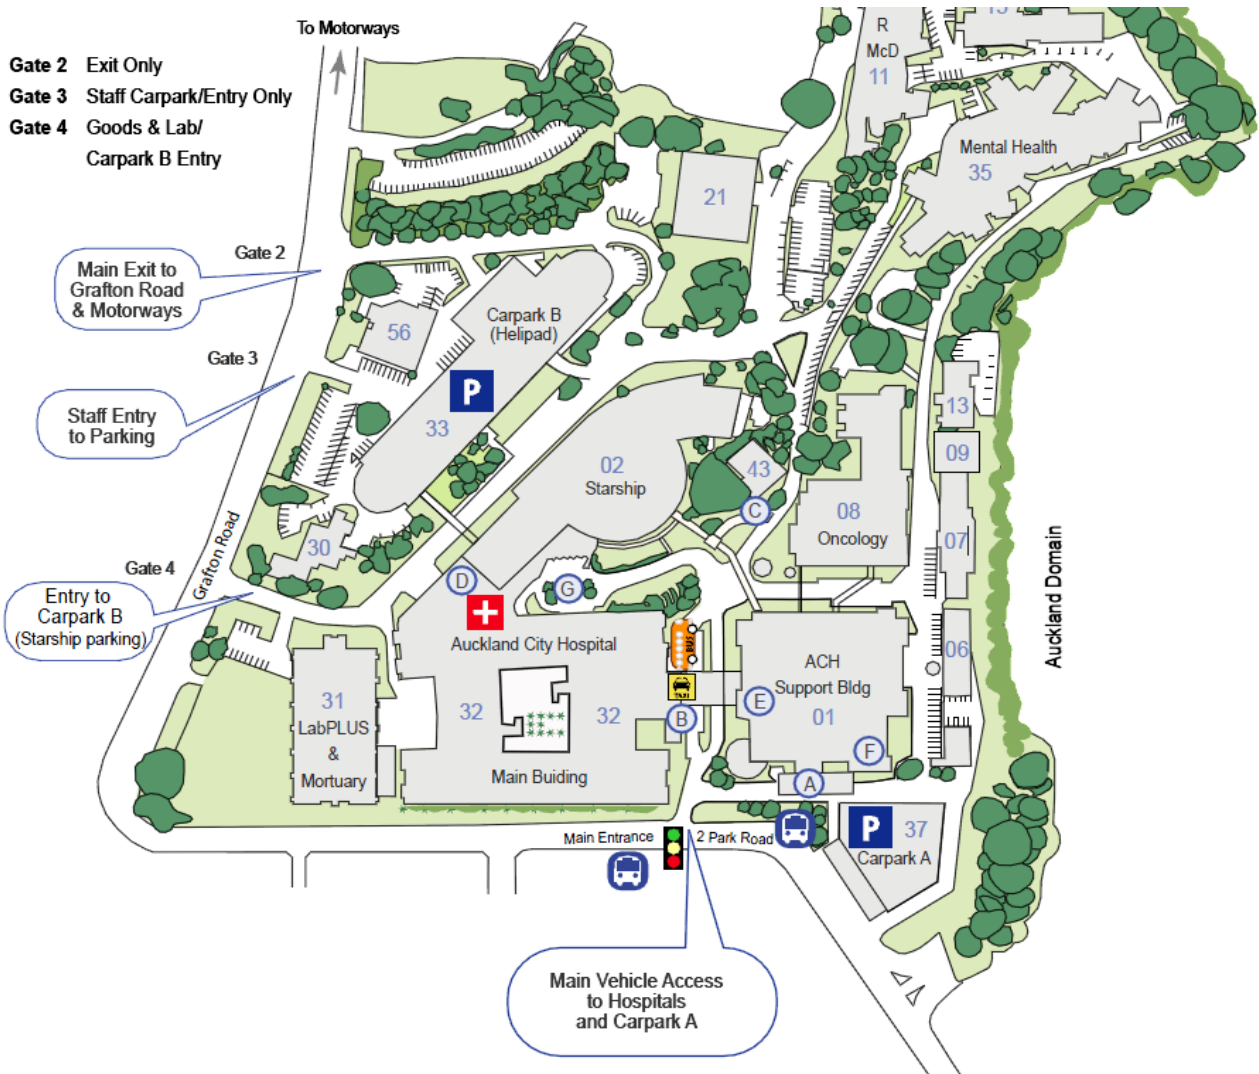 To Motorways
Gate 2 Exit Only
Gate 3 Staff Carpark/Entry Only
Gate 4 Goods & Lab/
Carpark B Entry
R
McD
11
Mental Health
35
21
Gate 2
Main Exit to
Grafton Road
& Motorways
Carpark B
(Helipad)
56
Gate 3
P
Staff Entry
to Parking
33
13
09
02
Starship
43
C
08
Oncology
07
Grafton Road
30
Gate 4
D
G
Entry to
Carpark B
(Starship parking)
Auckland Domain
Auckland City Hospital
BUS
TAXI
ACH
Support Bldg
01
06
31
LabPLUS
&
Mortuary
32
32
B
E
F
Main Buiding
A
Main Entrance
2 Park Road
P
37
Carpark A
Main Vehicle Access
to Hospitals
and Carpark A